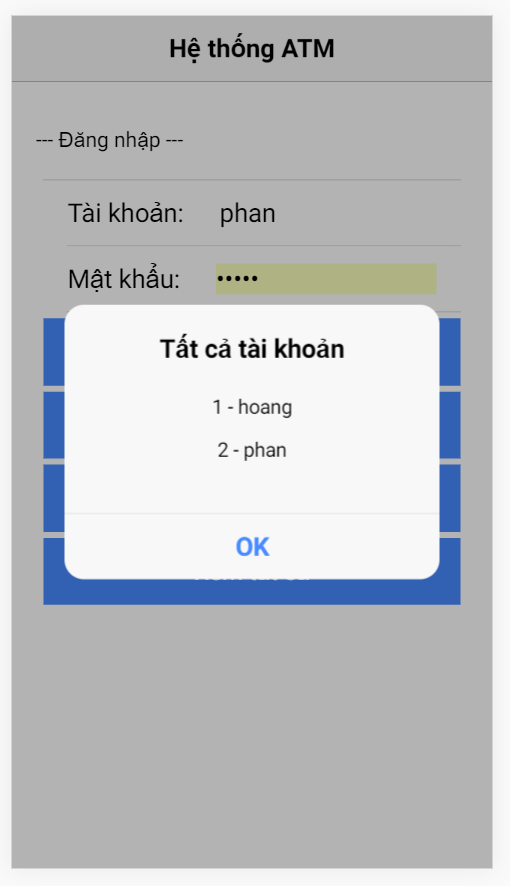 Hệ thống ATM
--- Đăng nhập ---
Tài khoản: phan
Mật khẩu: •••••
Tất cả tài khoản
1 - hoang
2 - phan
OK